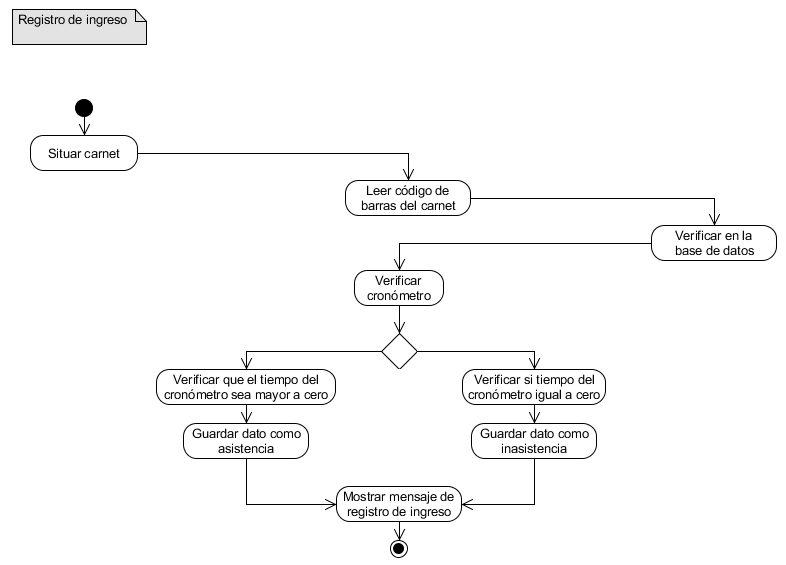 Registro de ingreso
Situar carnet
Leer código de
barras del carnet
Verificar en la
base de datos
Verificar
cronómetro
Verificar que el tiempo del
cronómetro sea mayor a cero
Verificar si tiempo del
cronómetro igual a cero
Guardar dato como
asistencia
Guardar dato como
inasistencia
Mostrar mensaje de
registro de ingreso